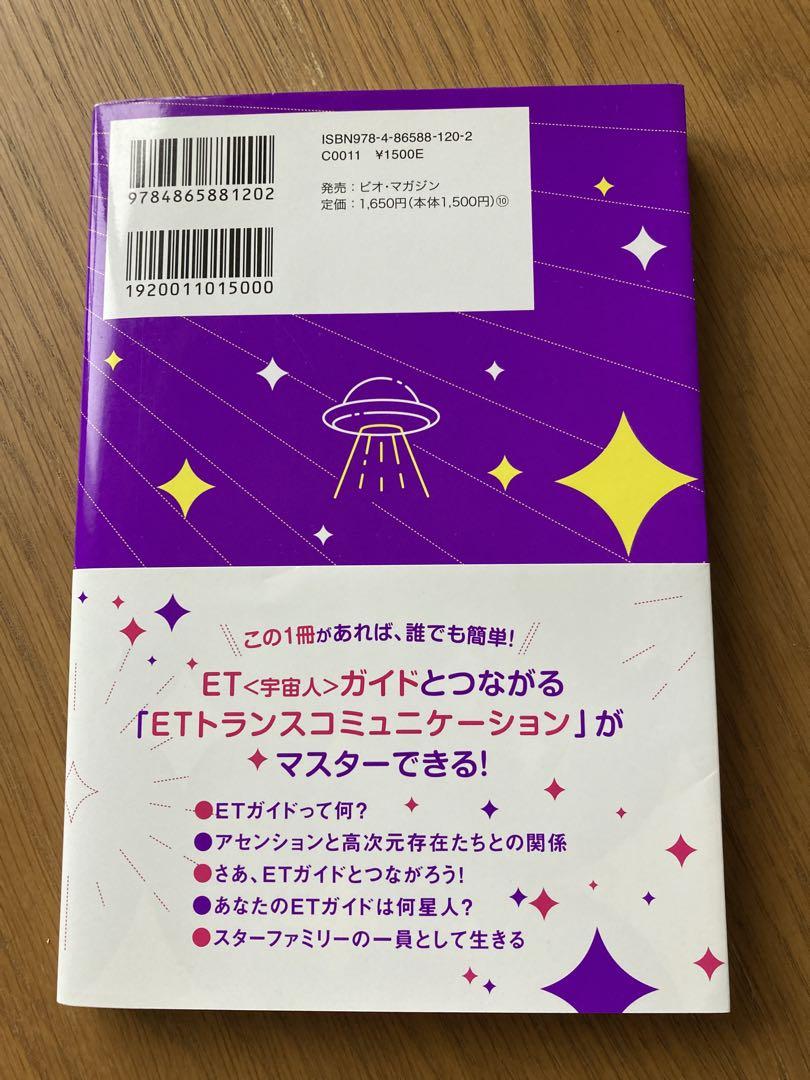 ISBN978-4-86588-120-2
C0011 ¥1500E
9784865881202
発売：ビオ・マガジン
定価：1,650円(本体1,500円)⑩
1920011015000
この1冊があれば、誰でも簡単!
ET<宇宙人>ガイドとつながる
「ETトランスコミュニケーション」が
マスターできる!
●ETガイドって何?
●アセンションと高次元存在たちとの関係
●さあ、ETガイドとつながろう!
●あなたのETガイドは何星人?
●スターファミリーの一員として生きる